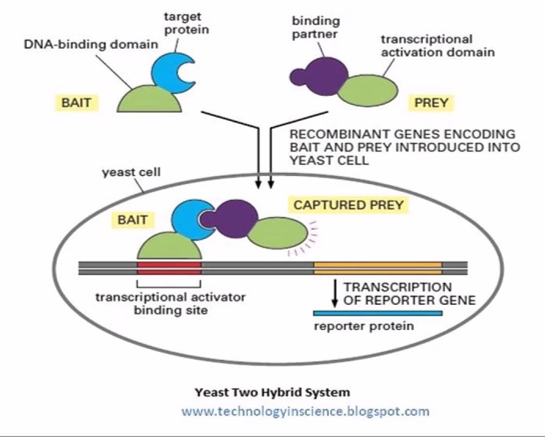 target
protein
DNA-binding domain
BAIT
binding
partner
transcriptional
activation domain
PREY
RECOMBINANT GENES ENCODING
BAIT AND PREY INTRODUCED INTO
YEAST CELL
yeast cell
BAIT
CAPTURED PREY
transcriptional activator
binding site
TRANSCRIPTION
OF REPORTER GENE
reporter protein
Yeast Two Hybrid System
www.technologyinscience.blogspot.com